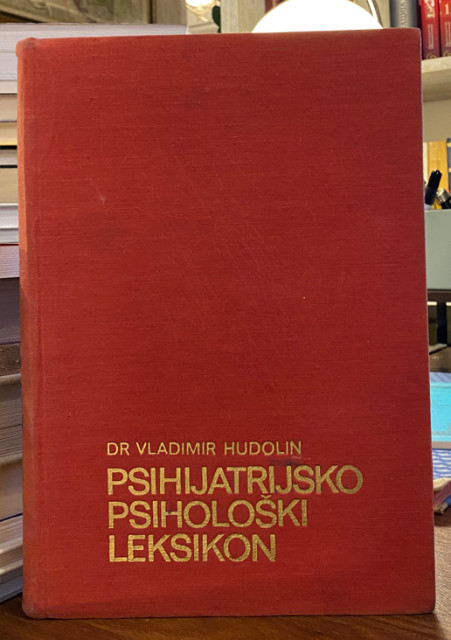 DR VLADIMIR HUDOLIN
PSIHIJATRIJSKO
PSIHOLOŠKI
LEKSIKON